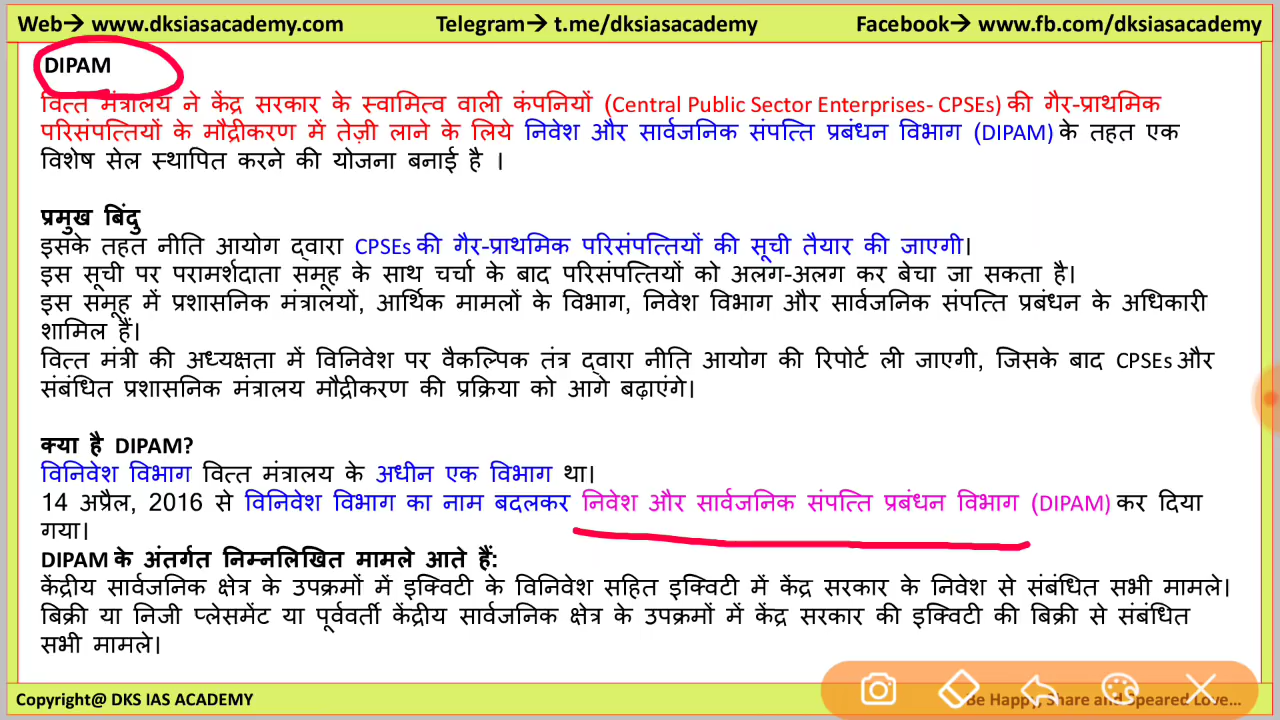 Web→ www.dksiasacademy.com Telegram→ t.me/dksiasacademy Facebook→ www.fb.com/dksiasacademy
DIPAM
वित्त मंत्रालय ने केंद्र सरकार के स्वामित्व वाली कंपनियों (Central Public Sector Enterprises- CPSEs) की गैर-प्राथमिक
परिसंपत्तियों के मौद्रीकरण में तेज़ी लाने के लिये निवेश और सार्वजनिक संपत्ति प्रबंधन विभाग (DIPAM) के तहत एक
विशेष सेल स्थापित करने की योजना बनाई है ।
प्रमुख बिंदु
इसके तहत नीति आयोग द्वारा CPSEs की गैर-प्राथमिक परिसंपत्तियों की सूची तैयार की जाएगी।
इस सूची पर परामर्शदाता समूह के साथ चर्चा के बाद परिसंपत्तियों को अलग-अलग कर बेचा जा सकता है।
इस समूह में प्रशासनिक मंत्रालयों, आर्थिक मामलों के विभाग, निवेश विभाग और सार्वजनिक संपत्ति प्रबंधन के अधिकारी
शामिल हैं।
वित्त मंत्री की अध्यक्षता में विनिवेश पर वैकल्पिक तंत्र द्वारा नीति आयोग की रिपोर्ट ली जाएगी, जिसके बाद CPSEs और
संबंधित प्रशासनिक मंत्रालय मौद्रीकरण की प्रक्रिया को आगे बढ़ाएंगे।
क्या है DIPAM?
विनिवेश विभाग वित्त मंत्रालय के अधीन एक विभाग था।
14 अप्रैल, 2016 से विनिवेश विभाग का नाम बदलकर निवेश और सार्वजनिक संपत्ति प्रबंधन विभाग (DIPAM) कर दिया
गया।
DIPAM के अंतर्गत निम्नलिखित मामले आते हैं:
केंद्रीय सार्वजनिक क्षेत्र के उपक्रमों में इक्विटी के विनिवेश सहित इक्विटी में केंद्र सरकार के निवेश से संबंधित सभी मामले।
बिक्री या निजी प्लेसमेंट या पूर्ववर्ती केंद्रीय सार्वजनिक क्षेत्र के उपक्रमों में केंद्र सरकार की इक्विटी की बिक्री से संबंधित
सभी मामले।
Copyright@ DKS IAS ACADEMY Be Happy, Share and Speared Love...